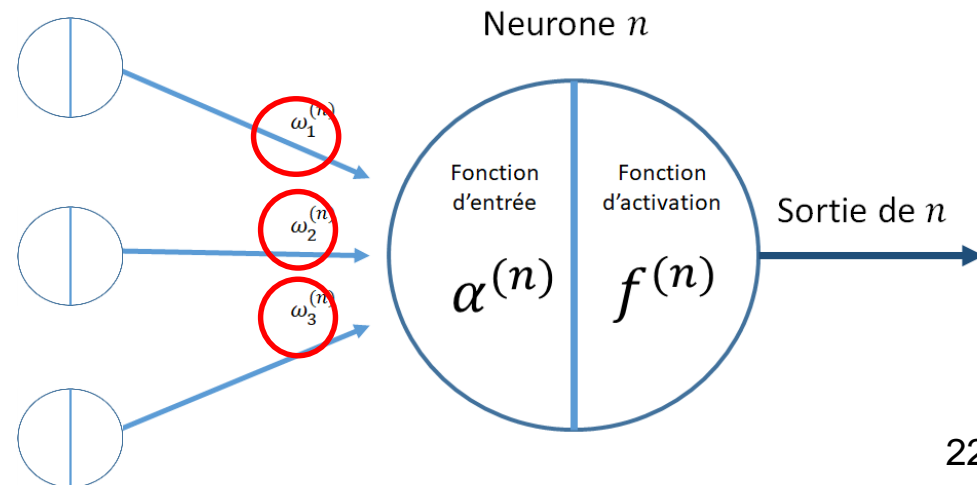 Neurone n
ω₁⁽ⁿ⁾
ω₂⁽ⁿ⁾
ω₃⁽ⁿ⁾
Fonction
d’entrée
α⁽ⁿ⁾
Fonction
d’activation
f⁽ⁿ⁾
Sortie de n
22